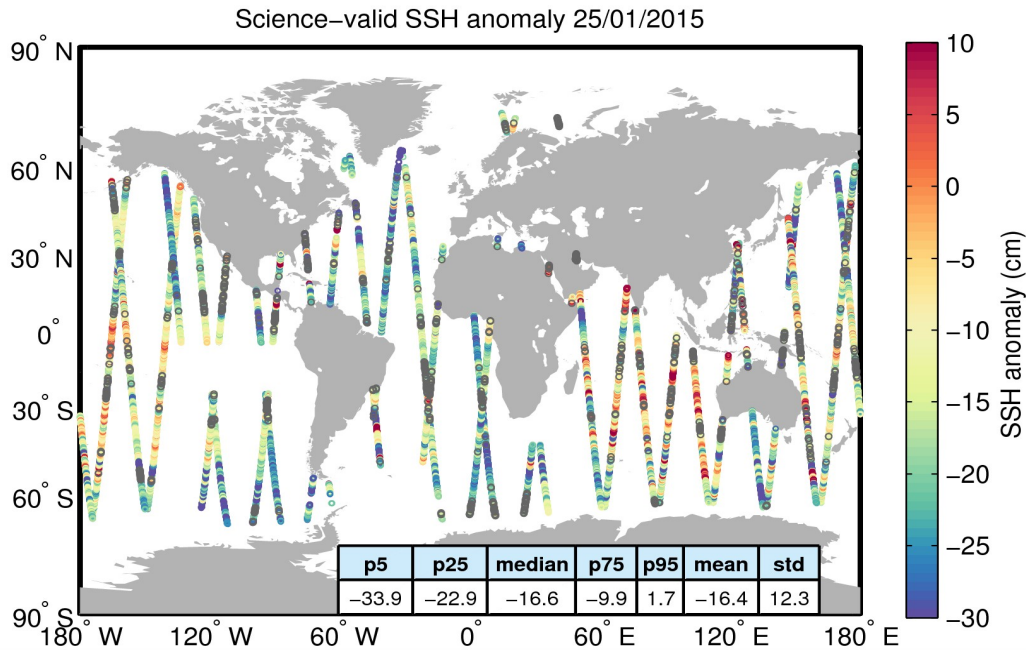 Science−valid SSH anomaly 25/01/2015
90° N
60° N
30° N
0°
30° S
60° S
90° S
180° W
120° W
60° W
0°
60° E
120° E
180° E
p5 p25 median p75 p95 mean std
−33.9 −22.9 −16.6 −9.9 1.7 −16.4 12.3
10
5
0
−5
−10
−15
−20
−25
−30
SSH anomaly (cm)